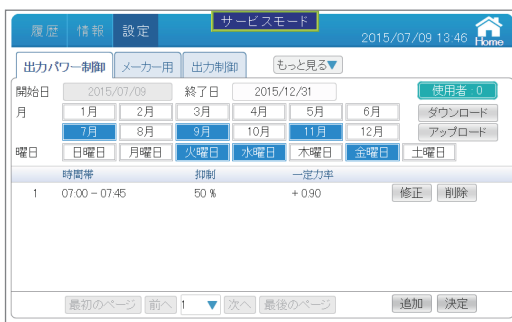 サービスモード
履歴 情報 設定 2015/07/09 13:46 Home
出力パワー制御 メーカー用 出力制御 もっと見る▼
開始日 2015/07/09 終了日 2015/12/31 使用者 : 0
月 1月 2月 3月 4月 5月 6月 ダウンロード
7月 8月 9月 10月 11月 12月 アップロード
曜日 日曜日 月曜日 火曜日 水曜日 木曜日 金曜日 土曜日
時間帯 抑制 一定力率
1 07:00 - 07:45 50 % + 0.90 修正 削除
最初のページ 前へ 1 ▼ 次へ 最後のページ 追加 決定